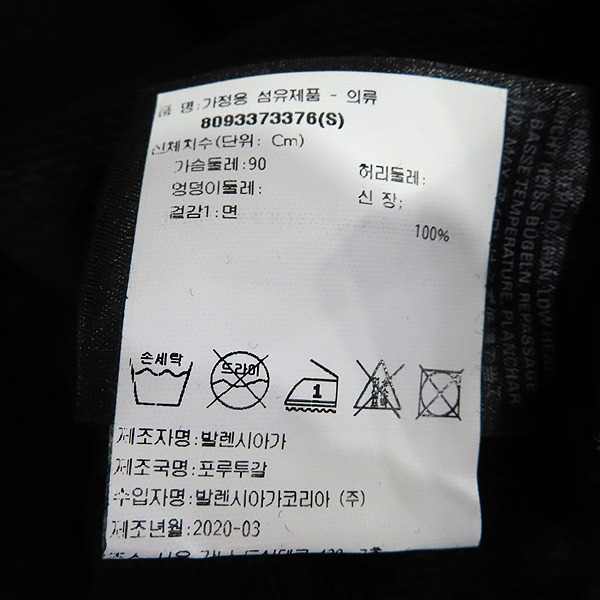 품 명:가정용 섬유제품 - 의류
8093373376(S)
신체치수(단위: Cm)
가슴둘레:90 허리둘레:
엉덩이둘레: 신 장;
겉감1:면 100%
손세탁 드라이 1
제조자명:발렌시아가
제조국명:포루투갈
수입자명:발렌시아가코리아 (주)
제조년월:2020-03
A BASSE TEMPERATURE, PLANCHA